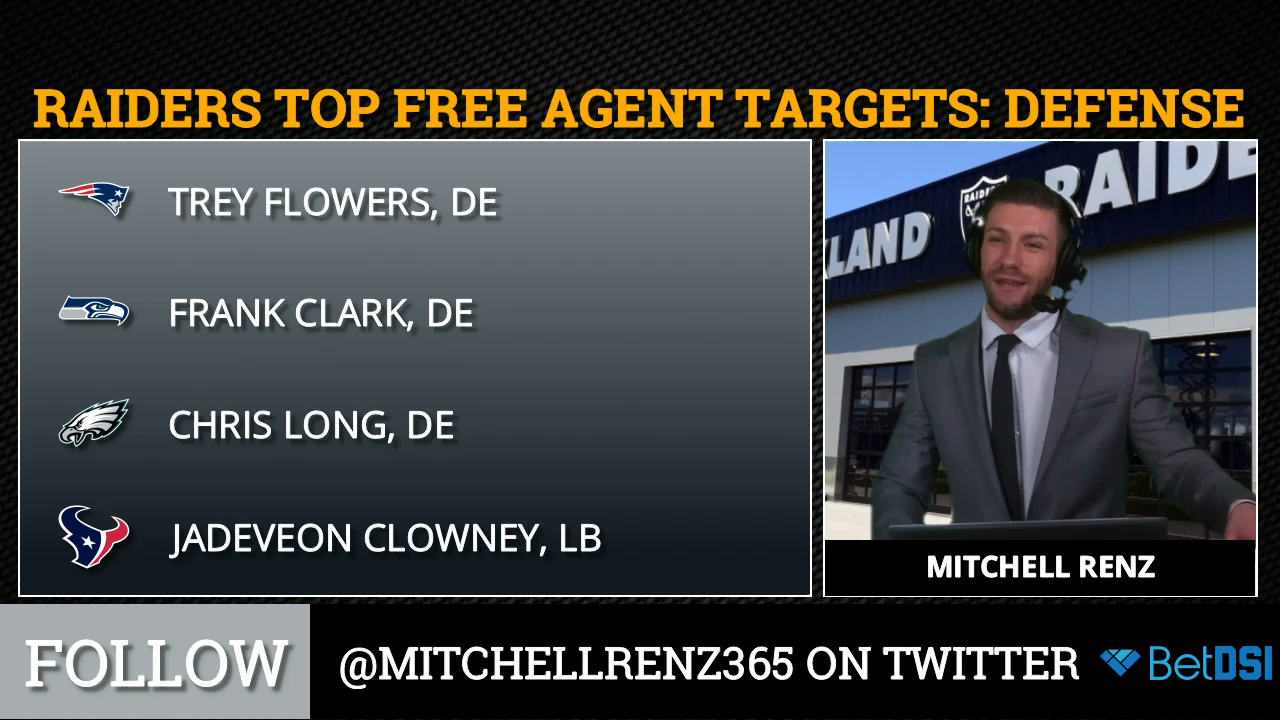 RAIDERS TOP FREE AGENT TARGETS: DEFENSE
TREY FLOWERS, DE
FRANK CLARK, DE
CHRIS LONG, DE
JADEVEON CLOWNEY, LB
KLAND RAIDE
RAIDERS
MITCHELL RENZ
FOLLOW
@MITCHELLRENZ365 ON TWITTER
BetDSI